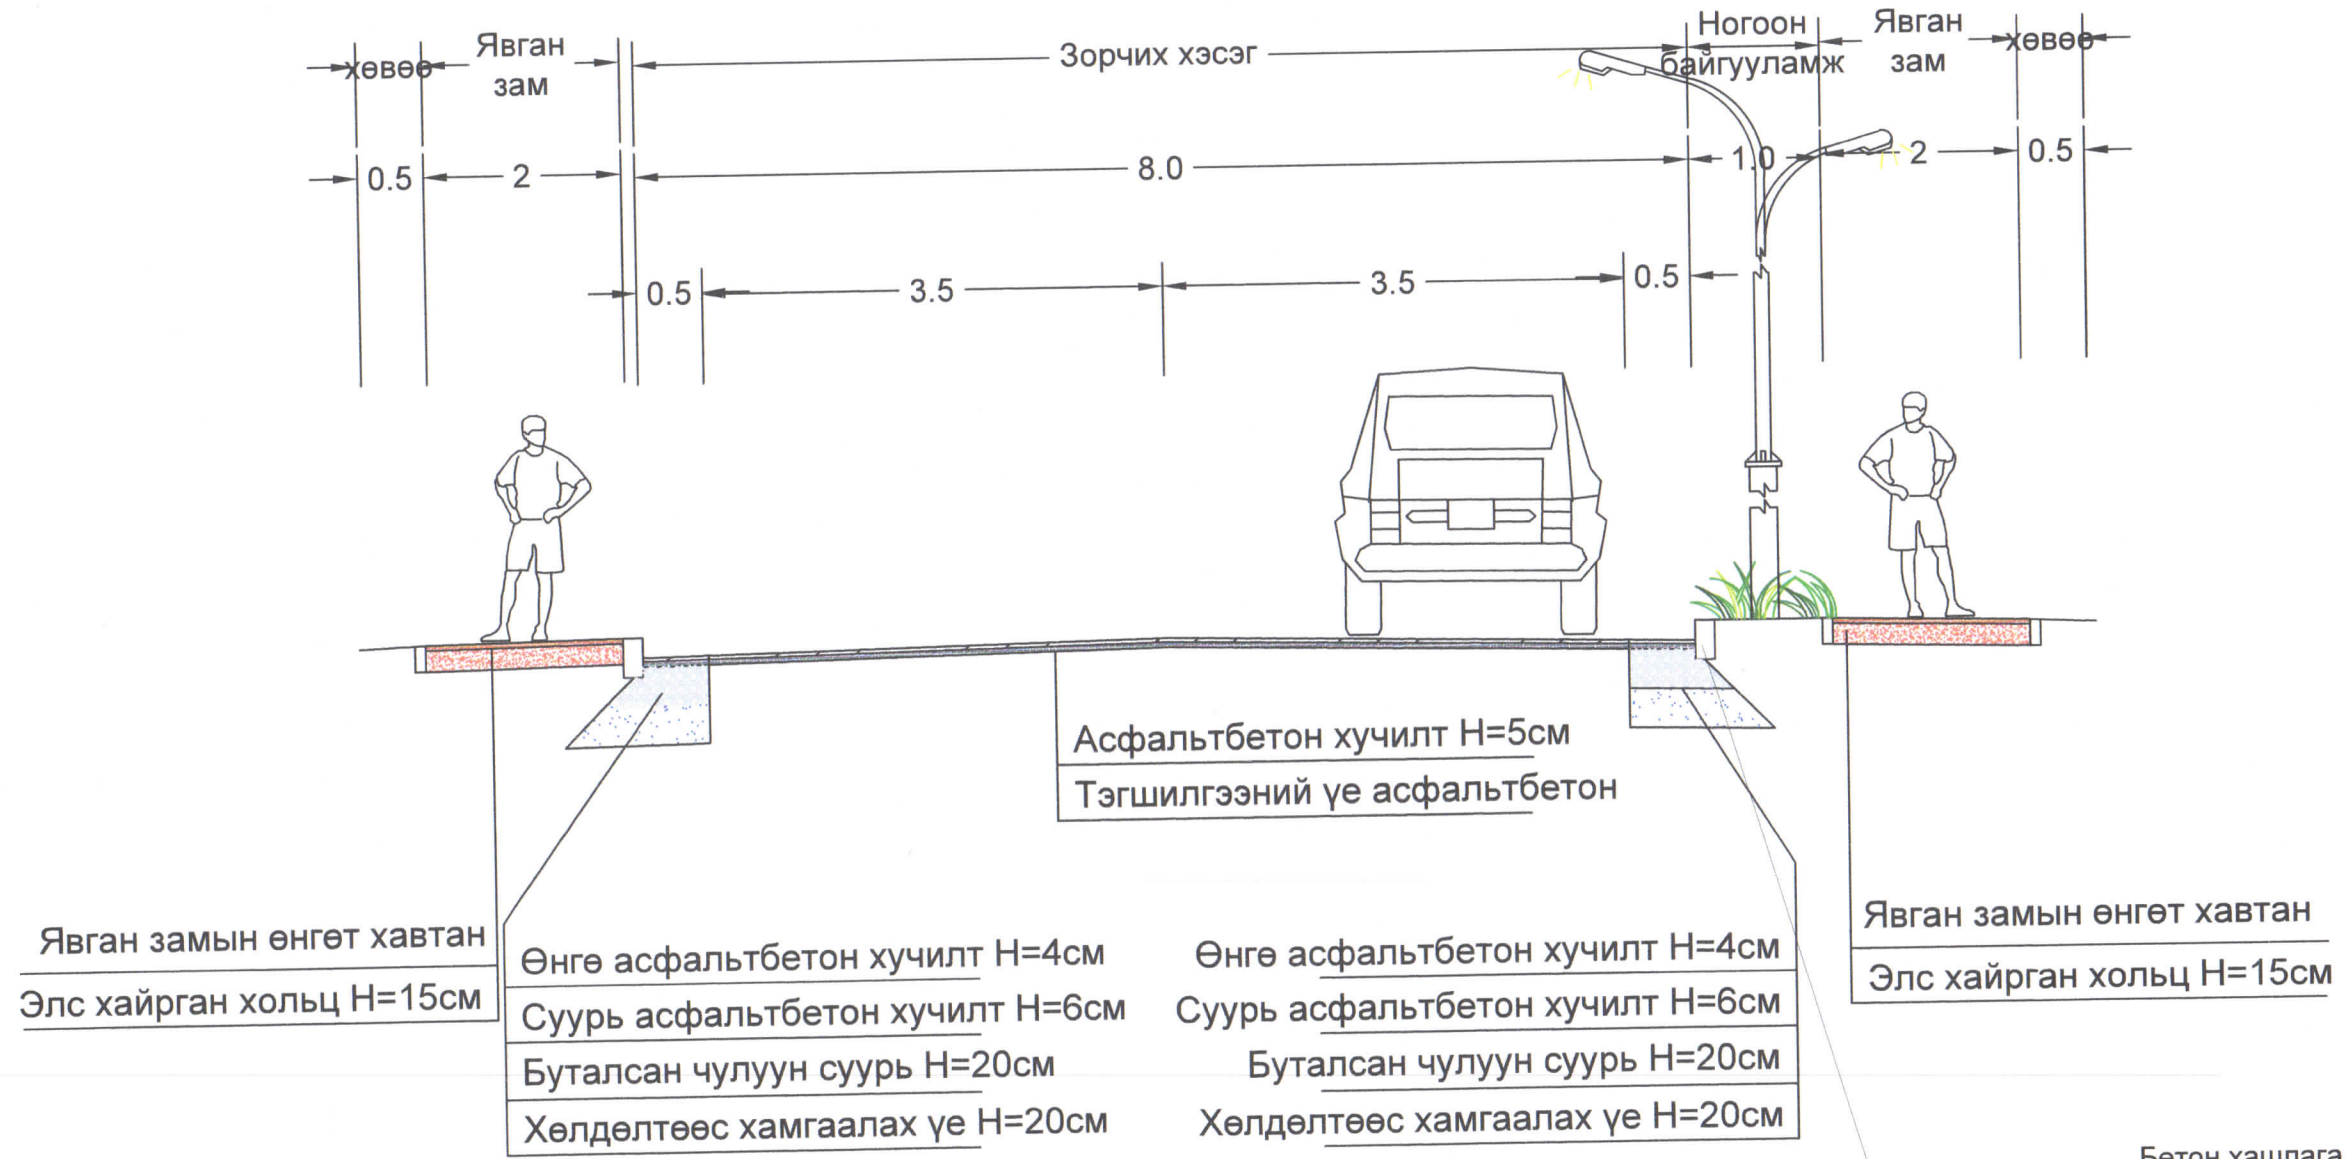 хөвөө
Явган
зам
Зорчих хэсэг
Ногоон
байгууламж
Явган
зам
хөвөө
0.5
2
8.0
1.0
2
0.5
0.5
3.5
3.5
0.5
Асфальтбетон хучилт H=5см
Тэгшилгээний үе асфальтбетон
Явган замын өнгөт хавтан
Элс хайрган хольц H=15см
Өнгө асфальтбетон хучилт H=4см
Суурь асфальтбетон хучилт H=6см
Буталсан чулуун суурь H=20см
Хөлдөлтөөс хамгаалах үе H=20см
Өнгө асфальтбетон хучилт H=4см
Суурь асфальтбетон хучилт H=6см
Буталсан чулуун суурь H=20см
Хөлдөлтөөс хамгаалах үе H=20см
Явган замын өнгөт хавтан
Элс хайрган хольц H=15см
Бетон хашлага